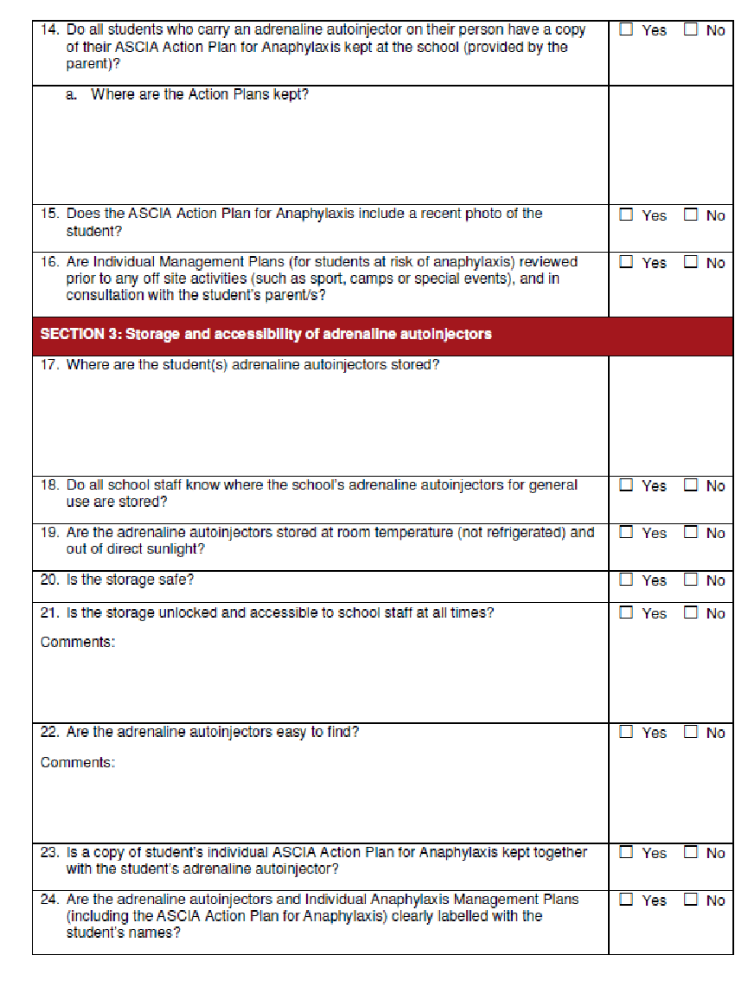 14. Do all students who carry an adrenaline autoinjector on their person have a copy ☐ Yes ☐ No
of their ASCIA Action Plan for Anaphylaxis kept at the school (provided by the
parent)?
a. Where are the Action Plans kept?
15. Does the ASCIA Action Plan for Anaphylaxis include a recent photo of the ☐ Yes ☐ No
student?
16. Are Individual Management Plans (for students at risk of anaphylaxis) reviewed ☐ Yes ☐ No
prior to any off site activities (such as sport, camps or special events), and in
consultation with the student's parent/s?
SECTION 3: Storage and accessibility of adrenaline autoinjectors
17. Where are the student(s) adrenaline autoinjectors stored?
18. Do all school staff know where the school's adrenaline autoinjectors for general ☐ Yes ☐ No
use are stored?
19. Are the adrenaline autoinjectors stored at room temperature (not refrigerated) and ☐ Yes ☐ No
out of direct sunlight?
20. Is the storage safe? ☐ Yes ☐ No
21. Is the storage unlocked and accessible to school staff at all times? ☐ Yes ☐ No
Comments:
22. Are the adrenaline autoinjectors easy to find? ☐ Yes ☐ No
Comments:
23. Is a copy of student's individual ASCIA Action Plan for Anaphylaxis kept together ☐ Yes ☐ No
with the student's adrenaline autoinjector?
24. Are the adrenaline autoinjectors and Individual Anaphylaxis Management Plans ☐ Yes ☐ No
(including the ASCIA Action Plan for Anaphylaxis) clearly labelled with the
student's names?